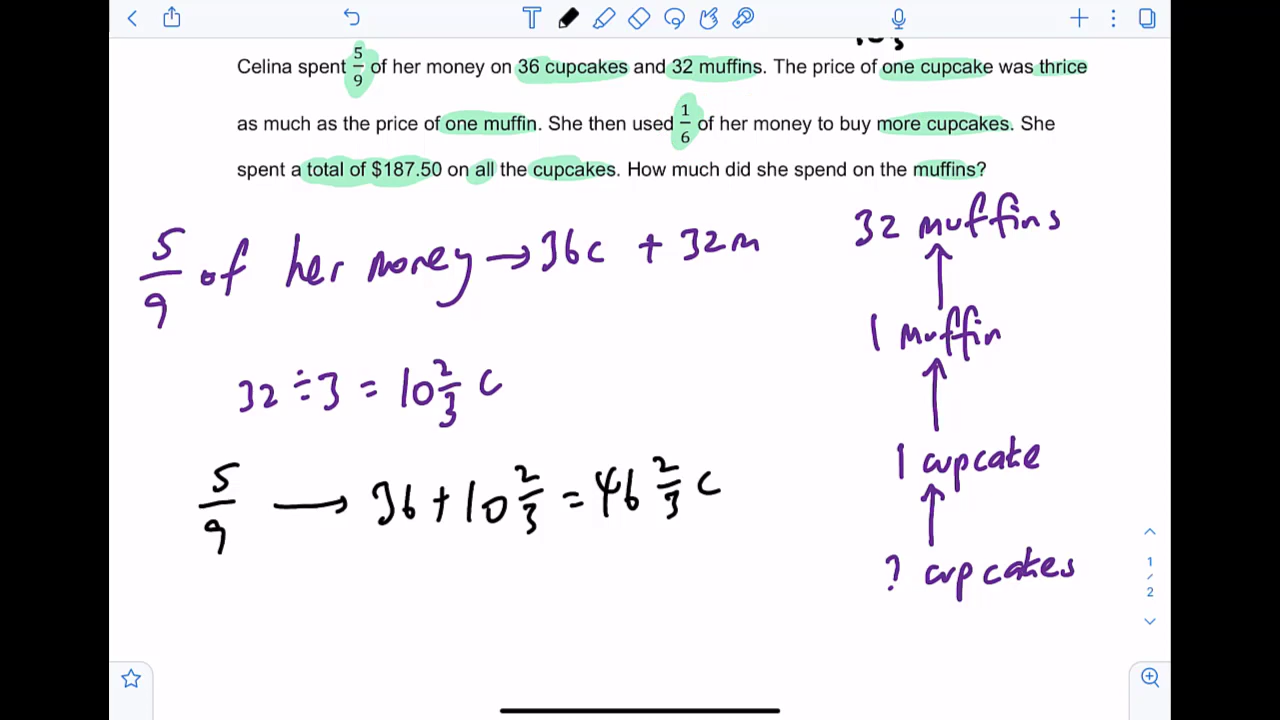 Celina spent 5/9 of her money on 36 cupcakes and 32 muffins. The price of one cupcake was thrice
as much as the price of one muffin. She then used 1/6 of her money to buy more cupcakes. She
spent a total of $187.50 on all the cupcakes. How much did she spend on the muffins?
5/9 of her money → 36c + 32m
32 ÷ 3 = 10 2/3 c
5/9 → 36 + 10 2/3 = 46 2/3 c
32 muffins
1 muffin
1 cupcake
? cupcakes
1
/
2